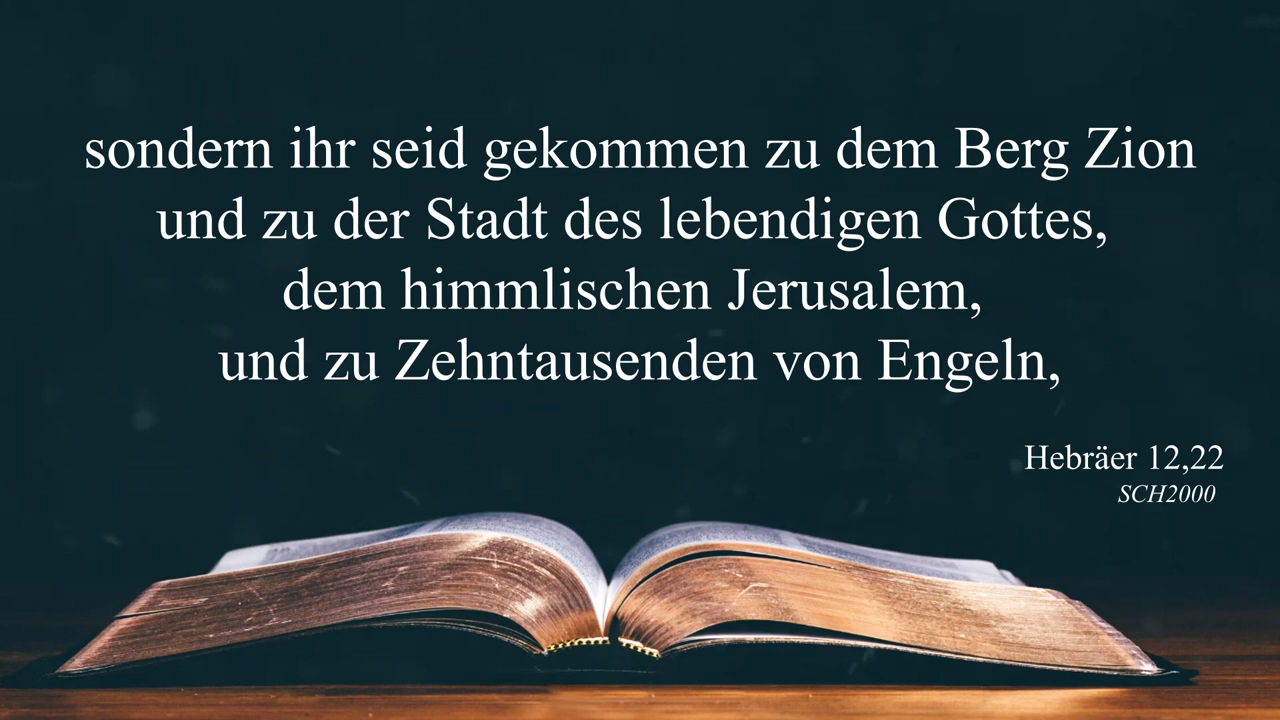 sondern ihr seid gekommen zu dem Berg Zion
und zu der Stadt des lebendigen Gottes,
dem himmlischen Jerusalem,
und zu Zehntausenden von Engeln,
Hebräer 12,22
SCH2000